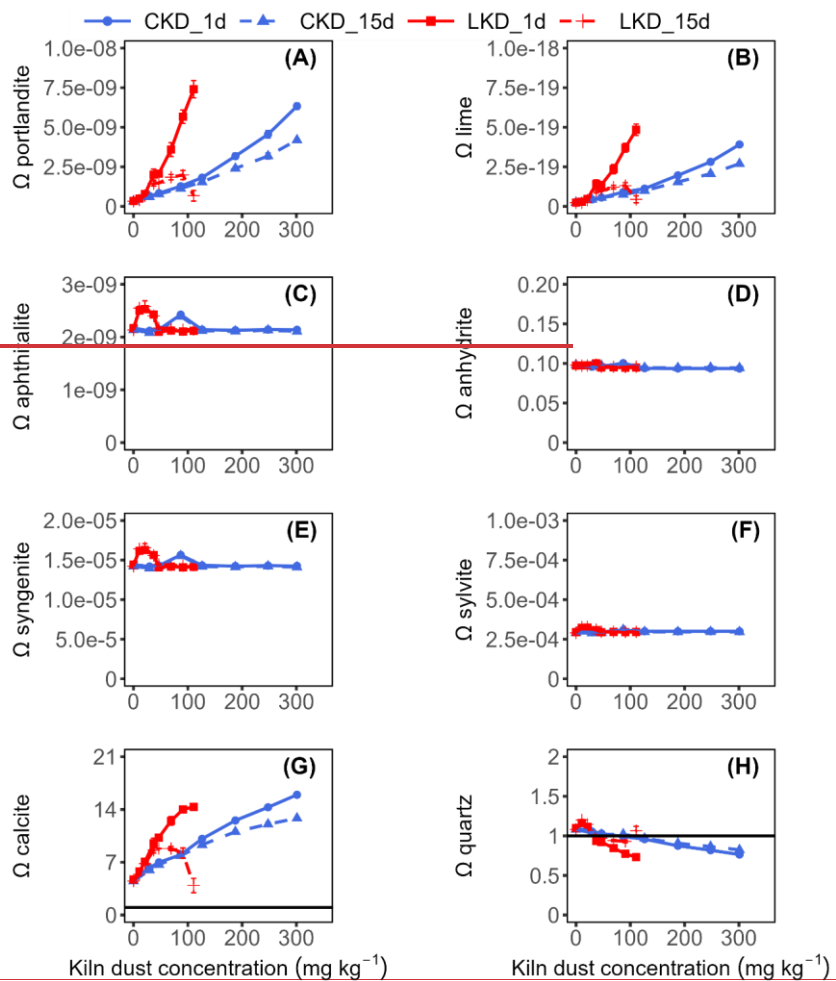 CKD_1d CKD_15d LKD_1d LKD_15d
(A)
Ω portlandite
1.0e-08
7.5e-09
5.0e-09
2.5e-09
0
0 100 200 300
(B)
Ω lime
1.0e-18
7.5e-19
5.0e-19
2.5e-19
0
0 100 200 300
(C)
Ω aphthitalite
3e-09
2e-09
1e-09
0
0 100 200 300
(D)
Ω anhydrite
0.20
0.15
0.10
0.05
0
0 100 200 300
(E)
Ω syngenite
2.0e-05
1.5e-05
1.0e-05
5.0e-5
0
0 100 200 300
(F)
Ω sylvite
1.0e-03
7.5e-04
5.0e-04
2.5e-04
0
0 100 200 300
(G)
Ω calcite
21
14
7
0
0 100 200 300
Kiln dust concentration (mg kg⁻¹)
(H)
Ω quartz
2
1.5
1
0.5
0
0 100 200 300
Kiln dust concentration (mg kg⁻¹)